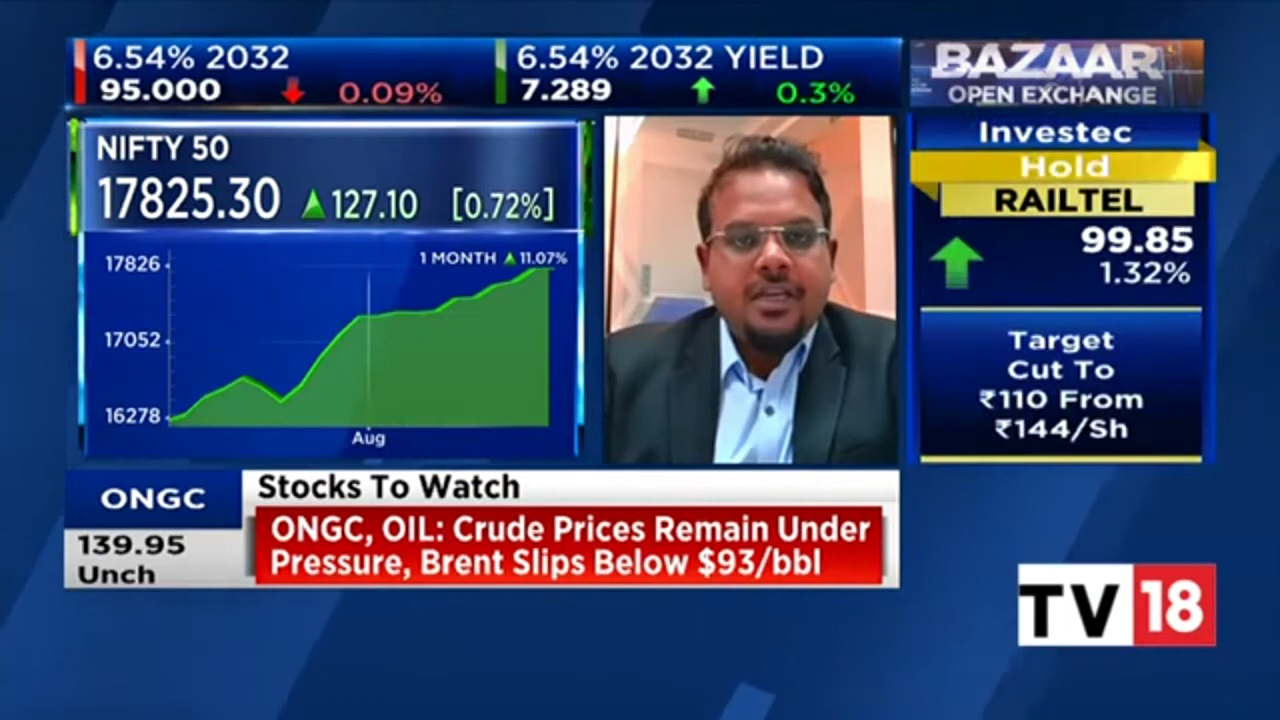 6.54% 2032
95.000 0.09%
6.54% 2032 YIELD
7.289 0.3%
BAZAAR
OPEN EXCHANGE
NIFTY 50
17825.30 127.10 [0.72%]
1 MONTH 11.07%
17826
17052
16278
Aug
Investec
Hold
RAILTEL
99.85
1.32%
Target
Cut To
₹110 From
₹144/Sh
ONGC
139.95
Unch
Stocks To Watch
ONGC, OIL: Crude Prices Remain Under
Pressure, Brent Slips Below $93/bbl
TV 18